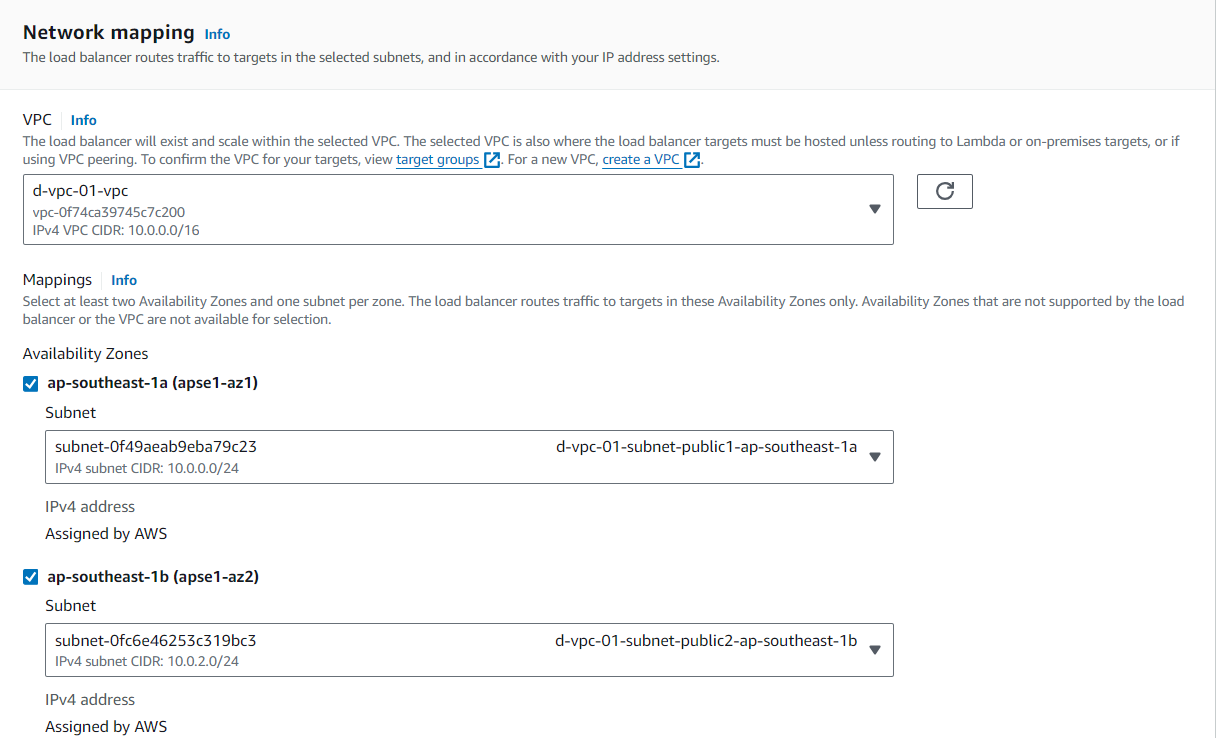 Network mapping Info
The load balancer routes traffic to targets in the selected subnets, and in accordance with your IP address settings.
VPC Info
The load balancer will exist and scale within the selected VPC. The selected VPC is also where the load balancer targets must be hosted unless routing to Lambda or on-premises targets, or if
using VPC peering. To confirm the VPC for your targets, view target groups. For a new VPC, create a VPC.
d-vpc-01-vpc
vpc-0f74ca39745c7c200
IPv4 VPC CIDR: 10.0.0.0/16
Mappings Info
Select at least two Availability Zones and one subnet per zone. The load balancer routes traffic to targets in these Availability Zones only. Availability Zones that are not supported by the load
balancer or the VPC are not available for selection.
Availability Zones
ap-southeast-1a (apse1-az1)
Subnet
subnet-0f49aeab9eba79c23 d-vpc-01-subnet-public1-ap-southeast-1a
IPv4 subnet CIDR: 10.0.0.0/24
IPv4 address
Assigned by AWS
ap-southeast-1b (apse1-az2)
Subnet
subnet-0fc6e46253c319bc3 d-vpc-01-subnet-public2-ap-southeast-1b
IPv4 subnet CIDR: 10.0.2.0/24
IPv4 address
Assigned by AWS